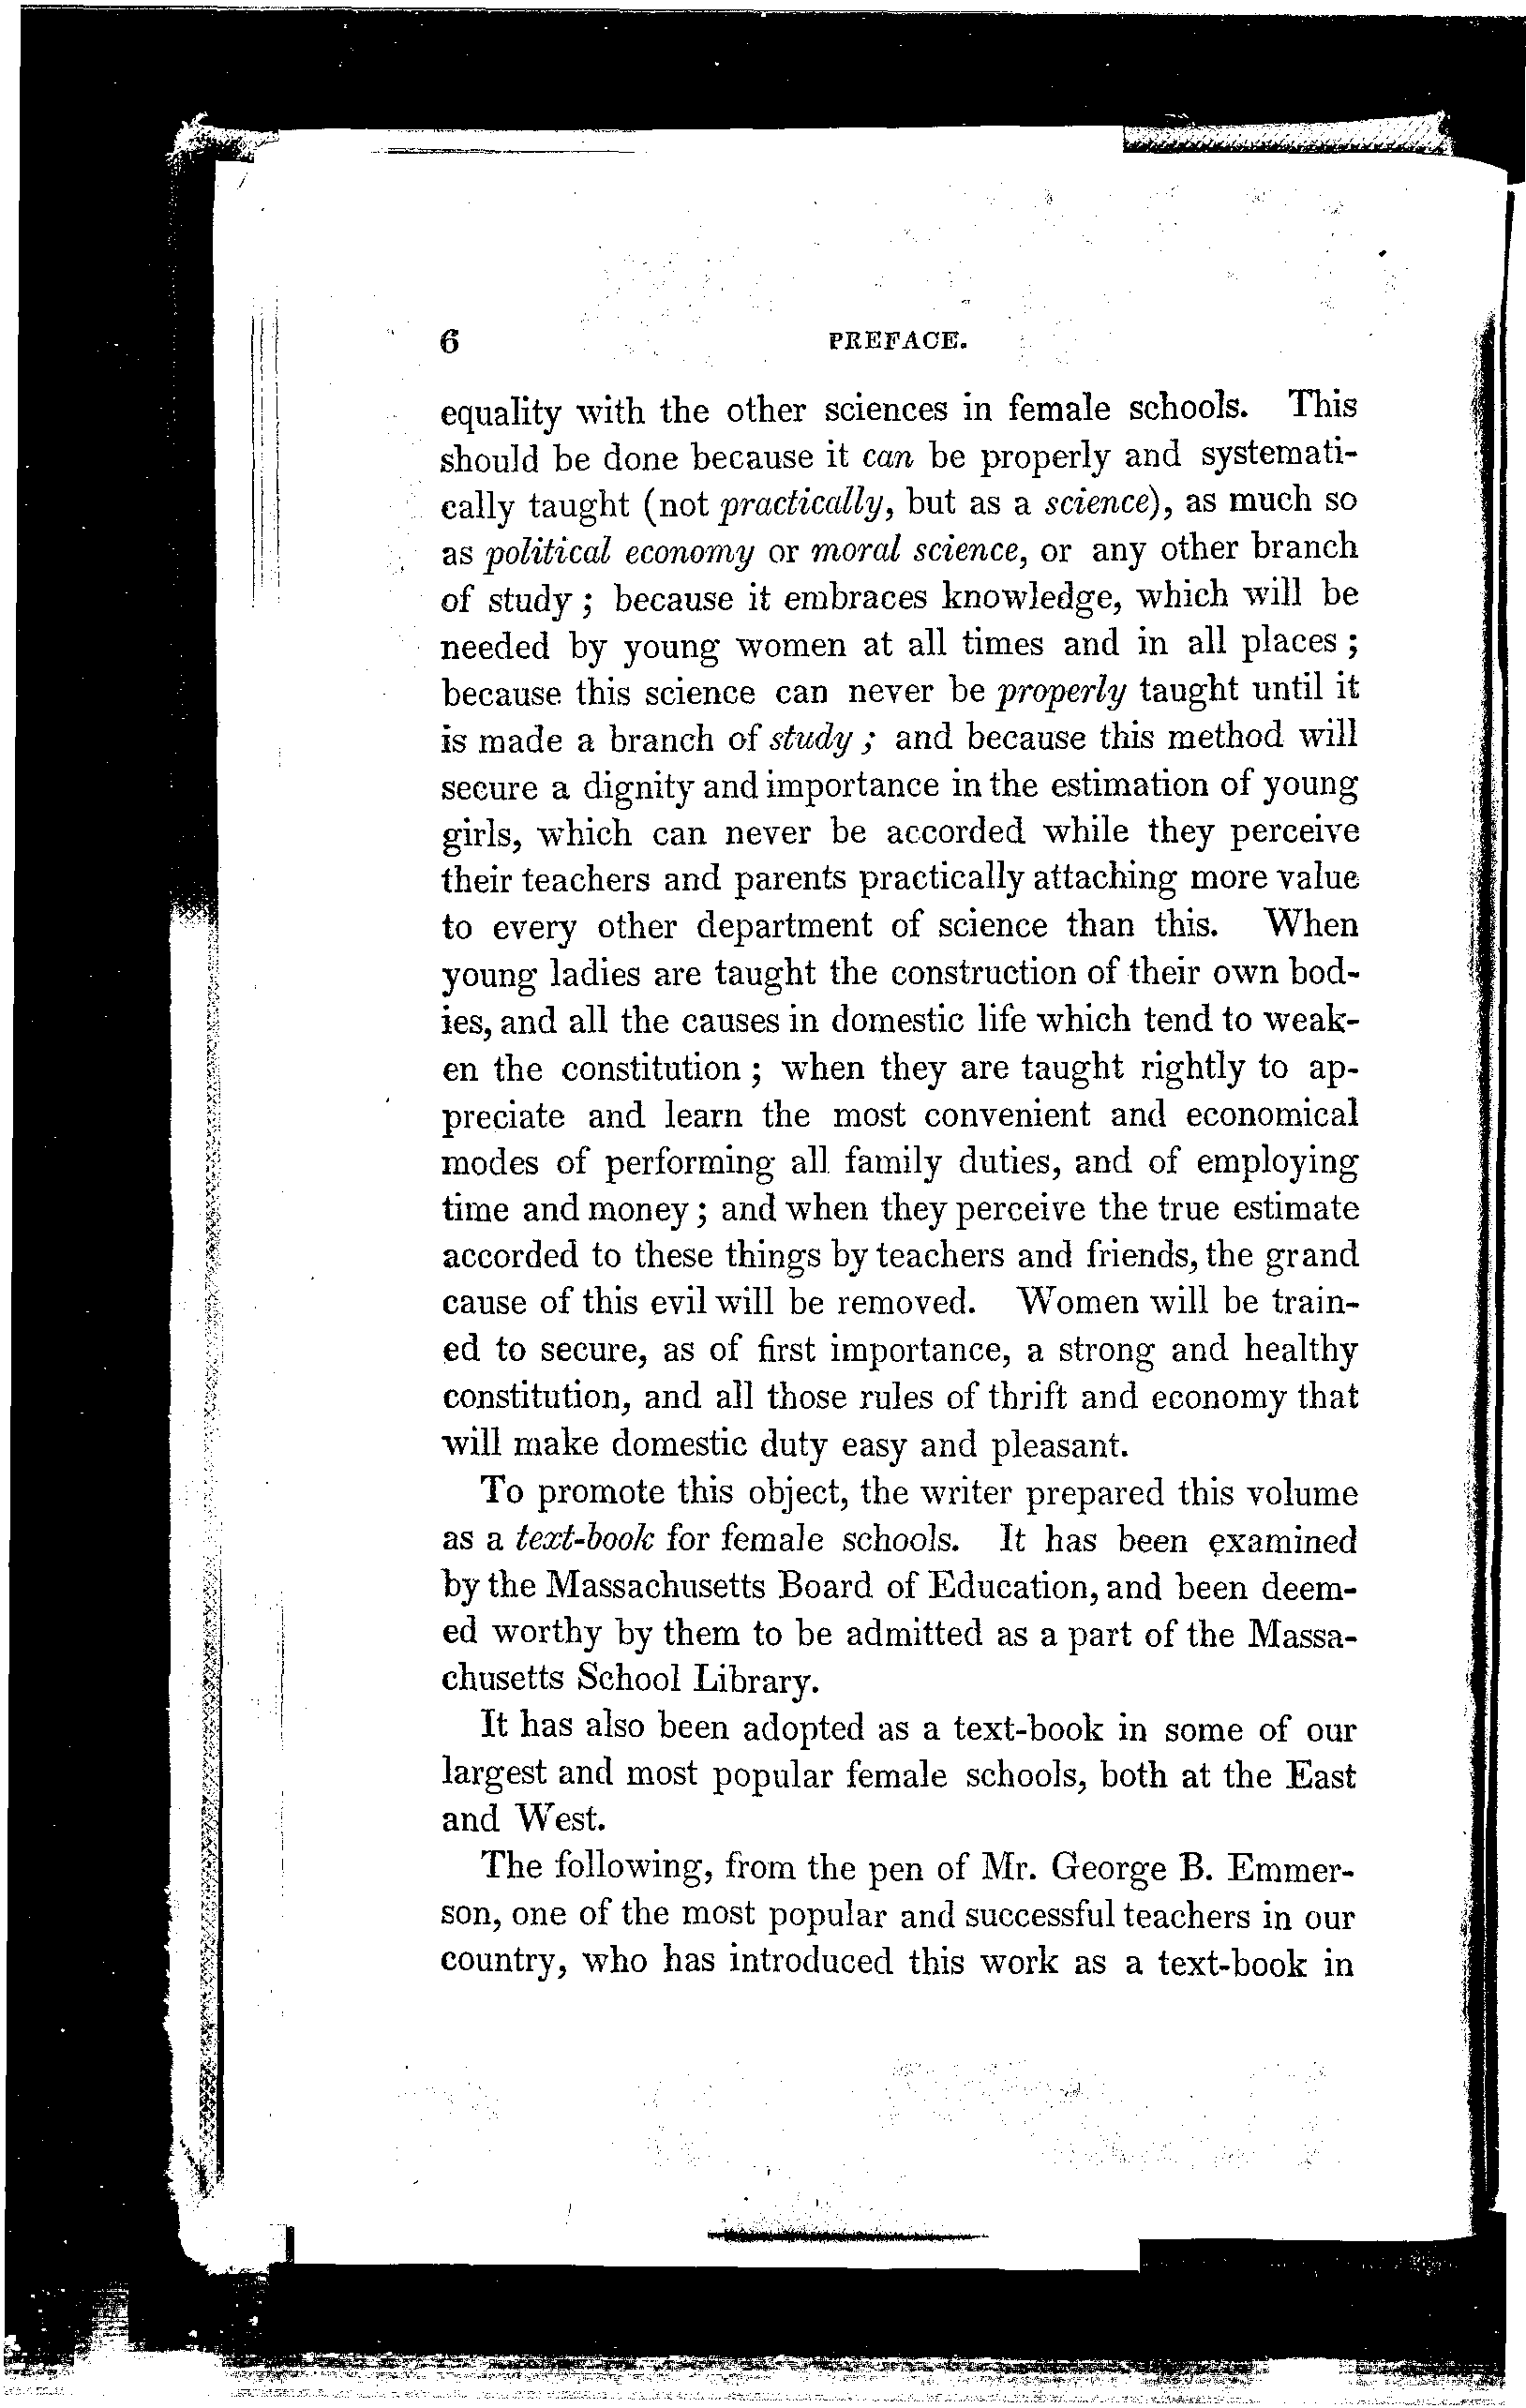 6 PREFACE.
equality with the other sciences in female schools. This
should be done because it can be properly and systemati-
cally taught (not practically, but as a science), as much so
as political economy or moral science, or any other branch
of study ; because it embraces knowledge, which will be
needed by young women at all times and in all places ;
because this science can never be properly taught until it
is made a branch of study ; and because this method will
secure a dignity and importance in the estimation of young
girls, which can never be accorded while they perceive
their teachers and parents practically attaching more value
to every other department of science than this. When
young ladies are taught the construction of their own bod-
ies, and all the causes in domestic life which tend to weak-
en the constitution ; when they are taught rightly to ap-
preciate and learn the most convenient and economical
modes of performing all family duties, and of employing
time and money ; and when they perceive the true estimate
accorded to these things by teachers and friends, the grand
cause of this evil will be removed. Women will be train-
ed to secure, as of first importance, a strong and healthy
constitution, and all those rules of thrift and economy that
will make domestic duty easy and pleasant.
To promote this object, the writer prepared this volume
as a text-book for female schools. It has been examined
by the Massachusetts Board of Education, and been deem-
ed worthy by them to be admitted as a part of the Massa-
chusetts School Library.
It has also been adopted as a text-book in some of our
largest and most popular female schools, both at the East
and West.
The following, from the pen of Mr. George B. Emmer-
son, one of the most popular and successful teachers in our
country, who has introduced this work as a text-book in